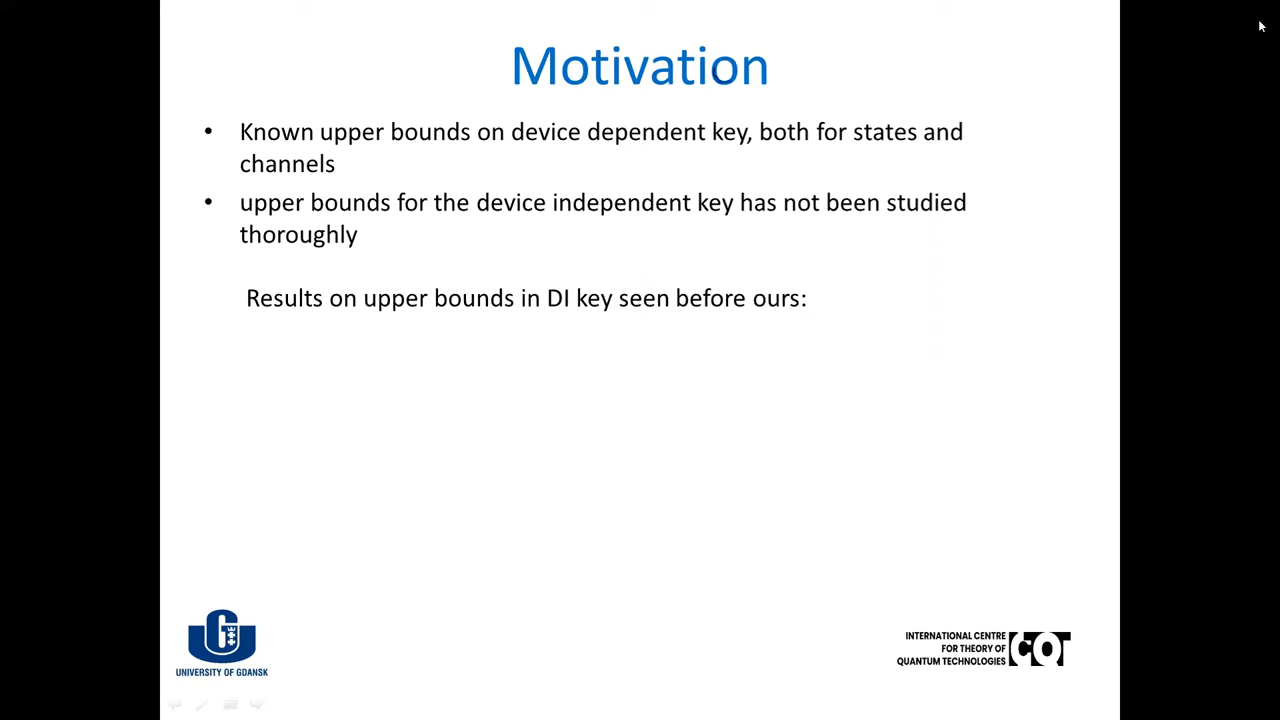 Motivation
• Known upper bounds on device dependent key, both for states and
channels
• upper bounds for the device independent key has not been studied
thoroughly
Results on upper bounds in DI key seen before ours:
UNIVERSITY OF GDANSK
INTERNATIONAL CENTRE
FOR THEORY OF
QUANTUM TECHNOLOGIES